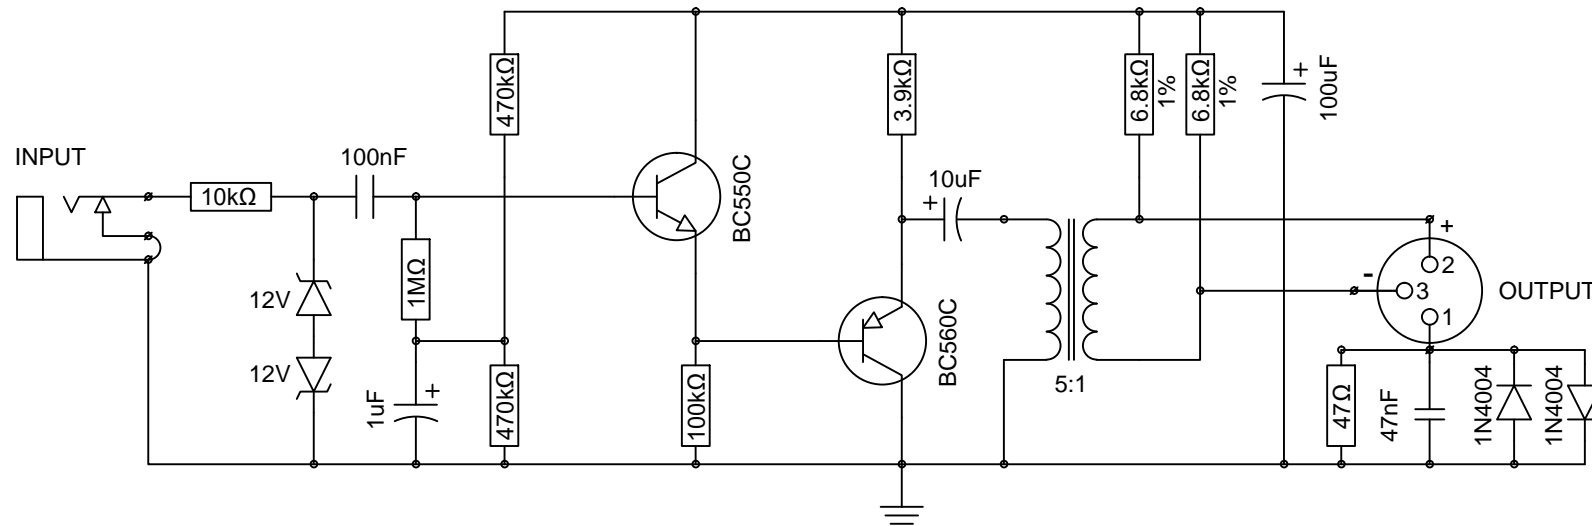 INPUT
10kΩ
12V
12V
100nF
1MΩ
1uF
+
470kΩ
470kΩ
BC550C
100kΩ
3.9kΩ
BC560C
10uF
+
5:1
6.8kΩ
1%
6.8kΩ
1%
+
100uF
+
-
2
3
1
OUTPUT
47Ω
47nF
1N4004
1N4004